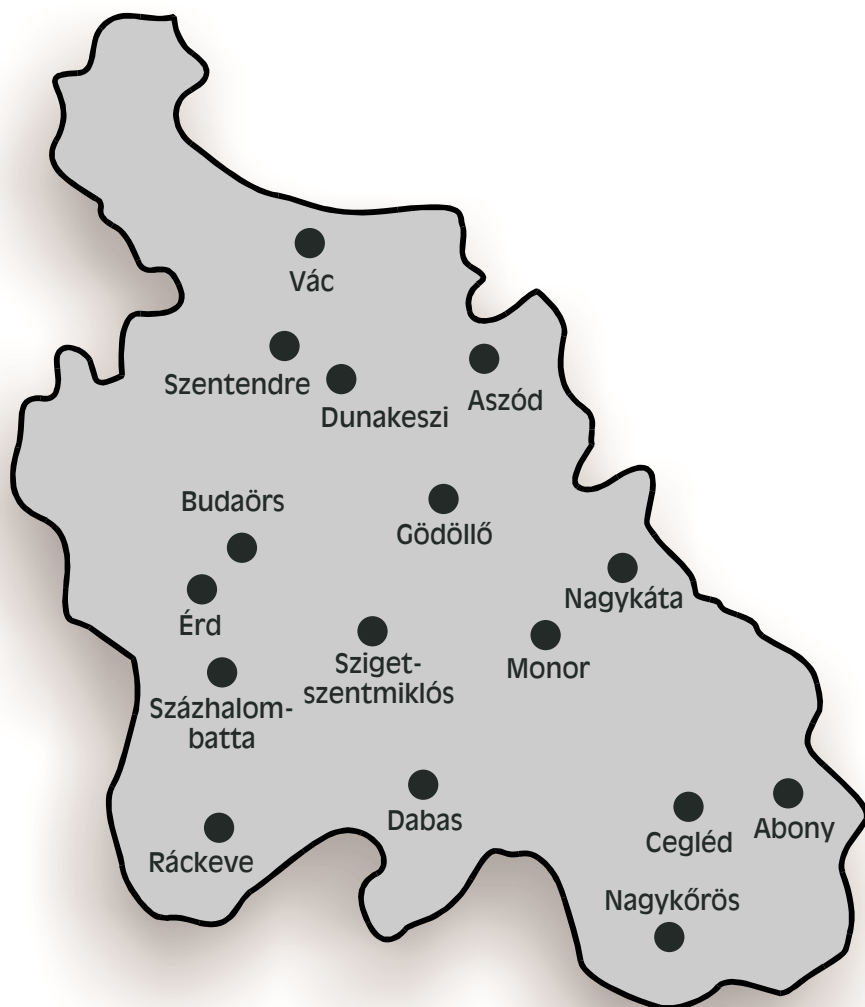 Vác
Szentendre
Dunakeszi
Aszód
Budaörs
Gödöllő
Nagykáta
Érd
Sziget-
szentmiklós
Monor
Százhalom-
batta
Dabas
Cegléd
Abony
Ráckeve
Nagykőrös